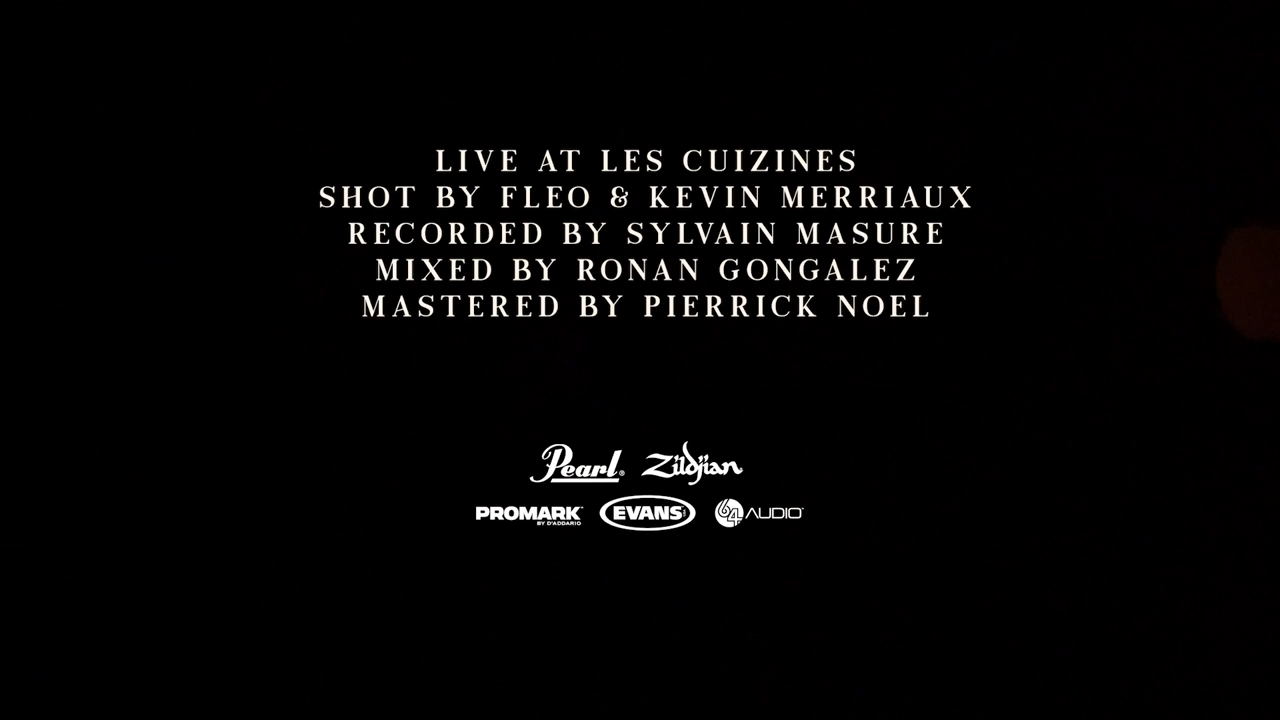 LIVE AT LES CUIZINES
SHOT BY FLEO & KEVIN MERRIAUX
RECORDED BY SYLVAIN MASURE
MIXED BY RONAN GONGALEZ
MASTERED BY PIERRICK NOEL
Pearl® Zildjian
PROMARK EVANS 64 AUDIO
BY D'ADDARIO